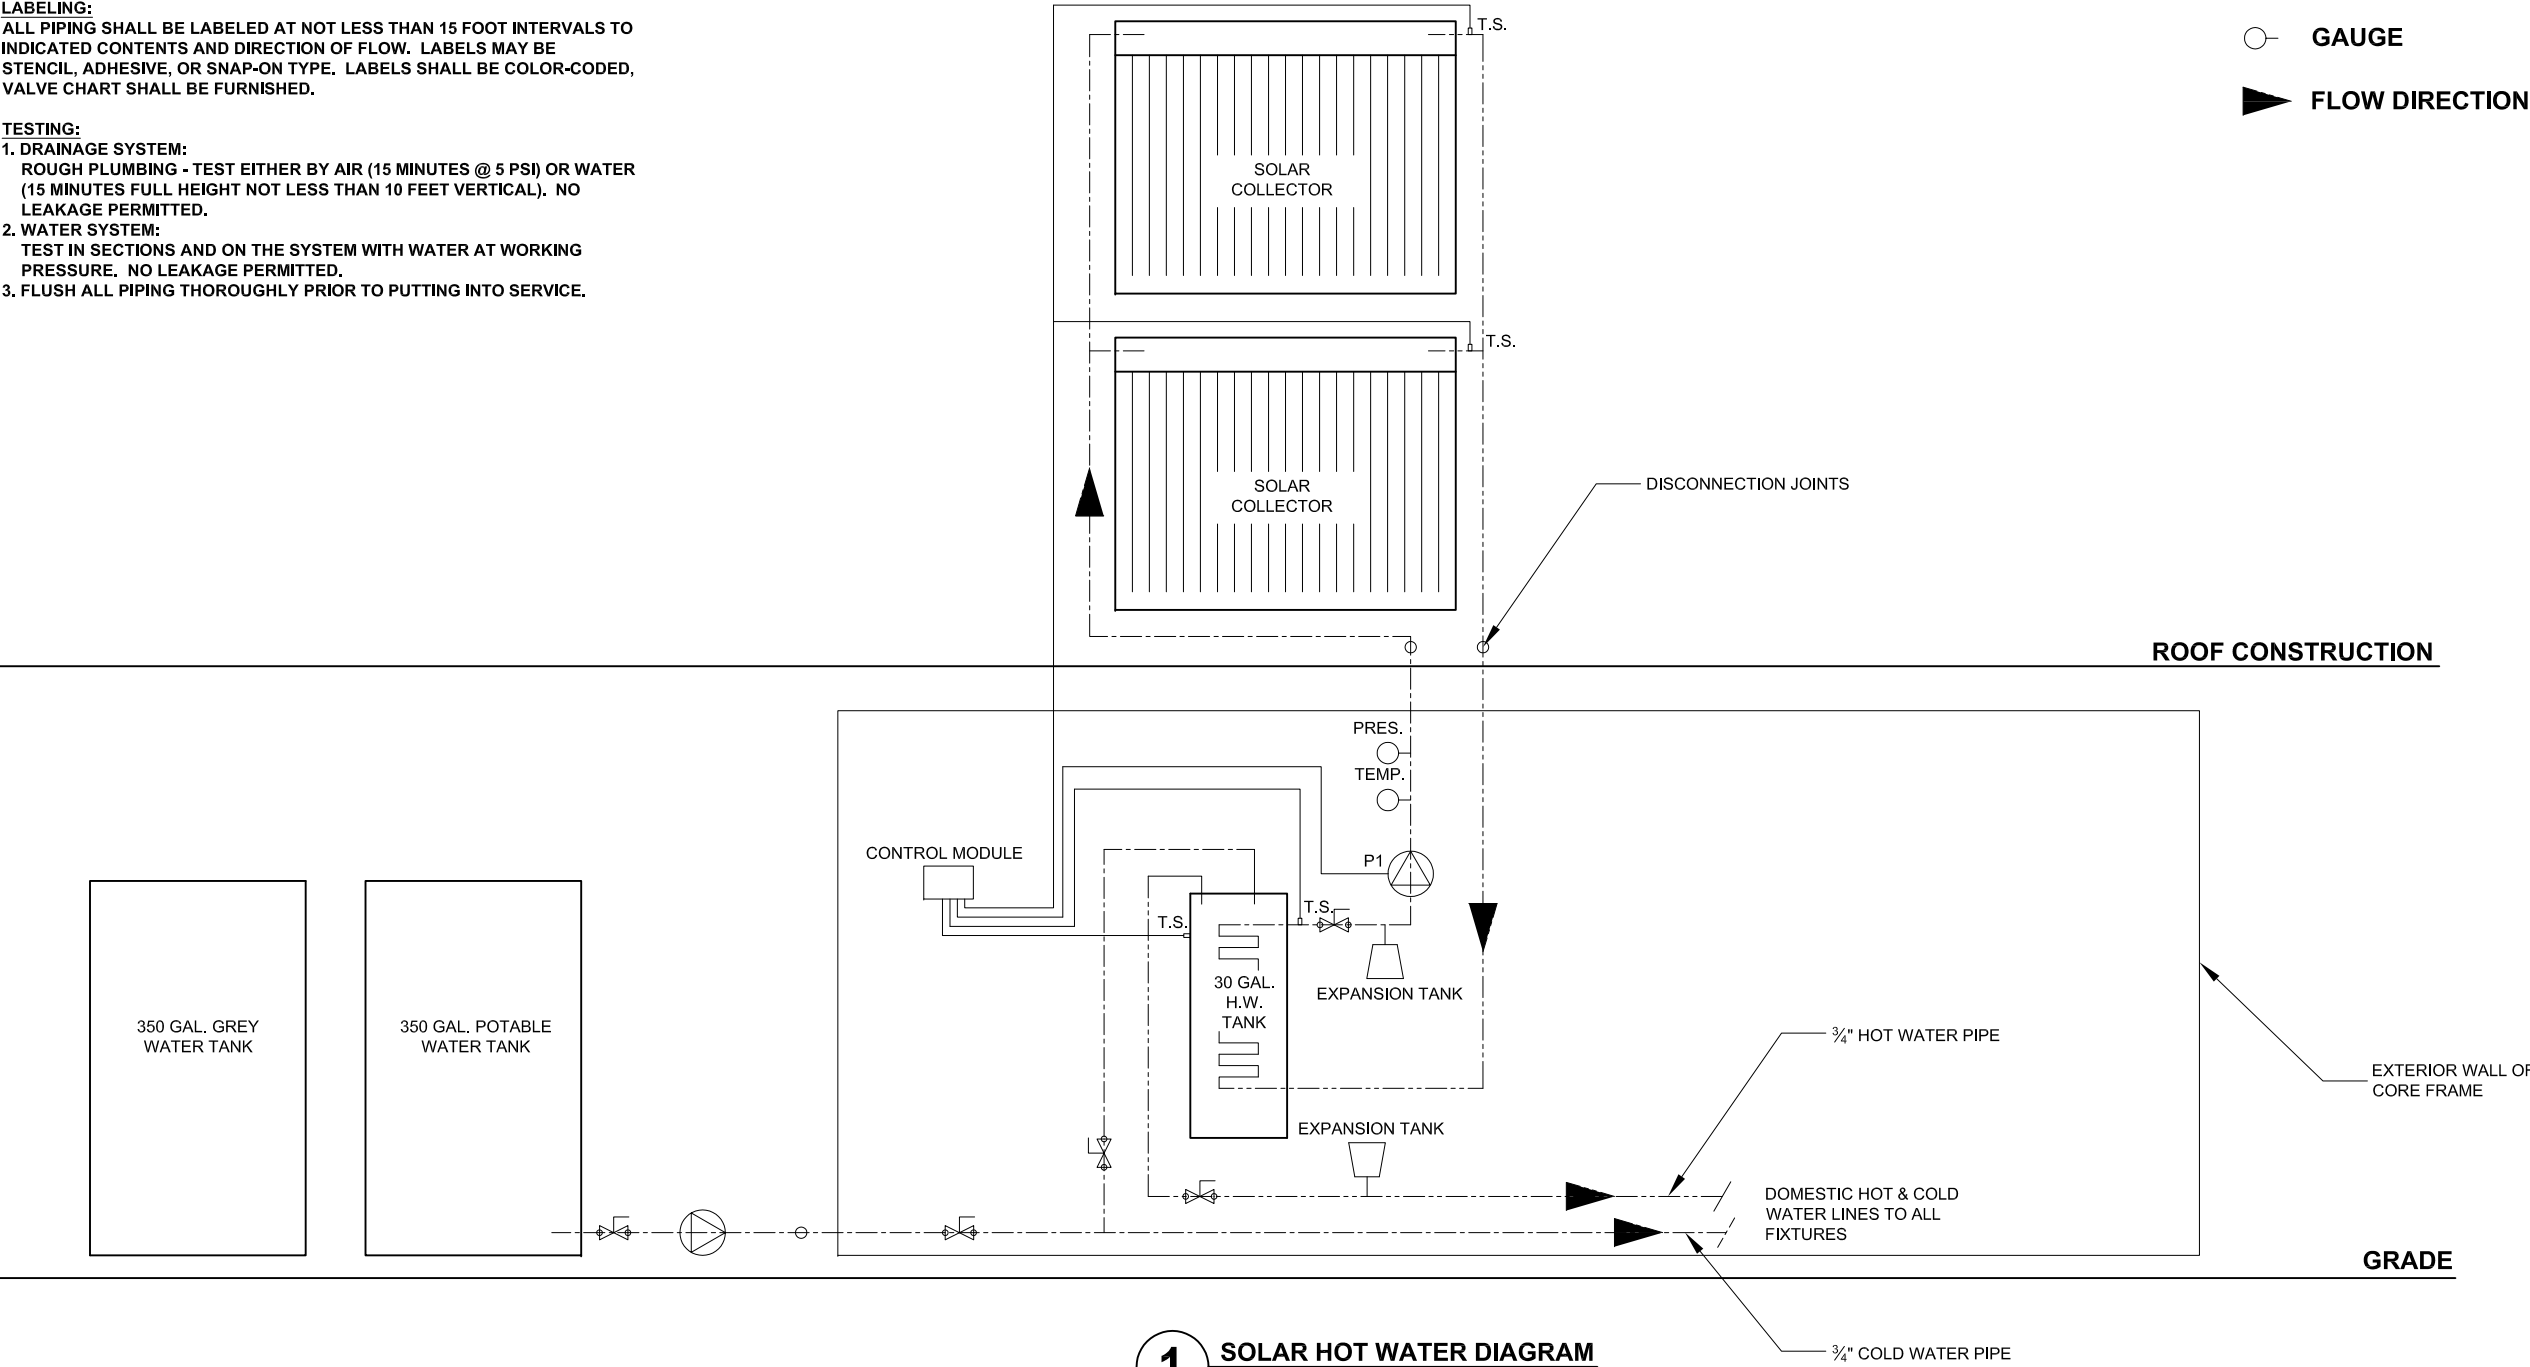 LABELING:
ALL PIPING SHALL BE LABELED AT NOT LESS THAN 15 FOOT INTERVALS TO
INDICATED CONTENTS AND DIRECTION OF FLOW. LABELS MAY BE
STENCIL, ADHESIVE, OR SNAP-ON TYPE. LABELS SHALL BE COLOR-CODED,
VALVE CHART SHALL BE FURNISHED.
TESTING:
1. DRAINAGE SYSTEM:
ROUGH PLUMBING - TEST EITHER BY AIR (15 MINUTES @ 5 PSI) OR WATER
(15 MINUTES FULL HEIGHT NOT LESS THAN 10 FEET VERTICAL). NO
LEAKAGE PERMITTED.
2. WATER SYSTEM:
TEST IN SECTIONS AND ON THE SYSTEM WITH WATER AT WORKING
PRESSURE. NO LEAKAGE PERMITTED.
3. FLUSH ALL PIPING THOROUGHLY PRIOR TO PUTTING INTO SERVICE.
GAUGE
FLOW DIRECTION
T.S.
SOLAR
COLLECTOR
T.S.
SOLAR
COLLECTOR
DISCONNECTION JOINTS
ROOF CONSTRUCTION
PRES.
TEMP.
CONTROL MODULE
P1
T.S.
T.S.
30 GAL.
H.W.
TANK
EXPANSION TANK
350 GAL. GREY
WATER TANK
350 GAL. POTABLE
WATER TANK
¾" HOT WATER PIPE
EXTERIOR WALL OF
CORE FRAME
EXPANSION TANK
DOMESTIC HOT & COLD
WATER LINES TO ALL
FIXTURES
GRADE
1
SOLAR HOT WATER DIAGRAM
¾" COLD WATER PIPE